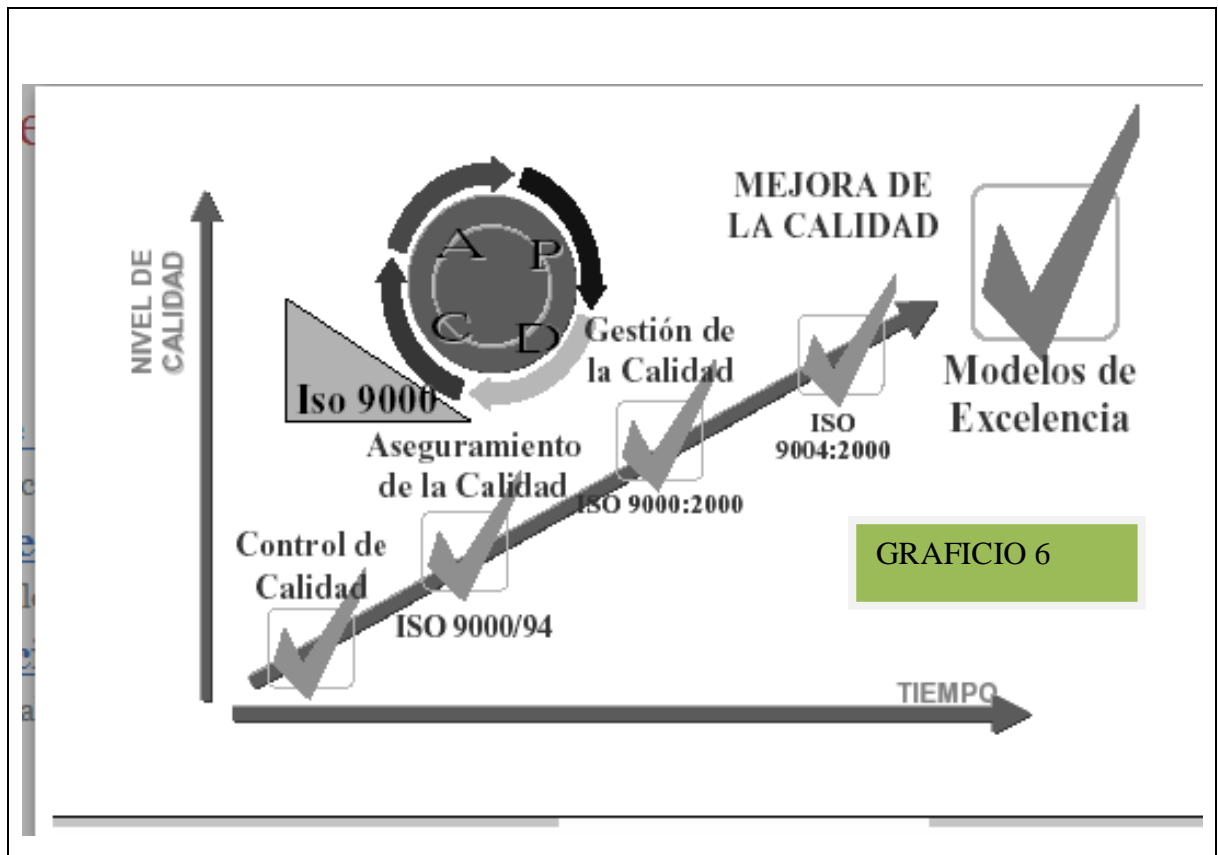 MEJORA DE
LA CALIDAD
NIVEL DE
CALIDAD
A
P
C
D
Iso 9000
Gestión de
la Calidad
Modelos de
Excelencia
ISO
9004:2000
Aseguramiento
de la Calidad
ISO 9000:2000
Control de
Calidad
ISO 9000/94
GRAFICIO 6
TIEMPO